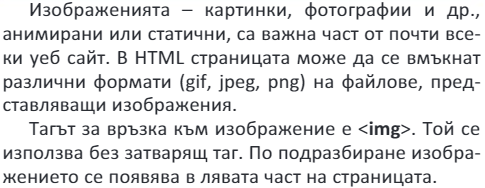 Изображенията – картинки, фотографии и др.,
анимирани или статични, са важна част от почти все-
ки уеб сайт. В HTML страницата може да се вмъкнат
различни формати (gif, jpeg, png) на файлове, пред-
ставляващи изображения.
Тагът за връзка към изображение е <img>. Той се
използва без затварящ таг. По подразбиране изобра-
жението се появява в лявата част на страницата.